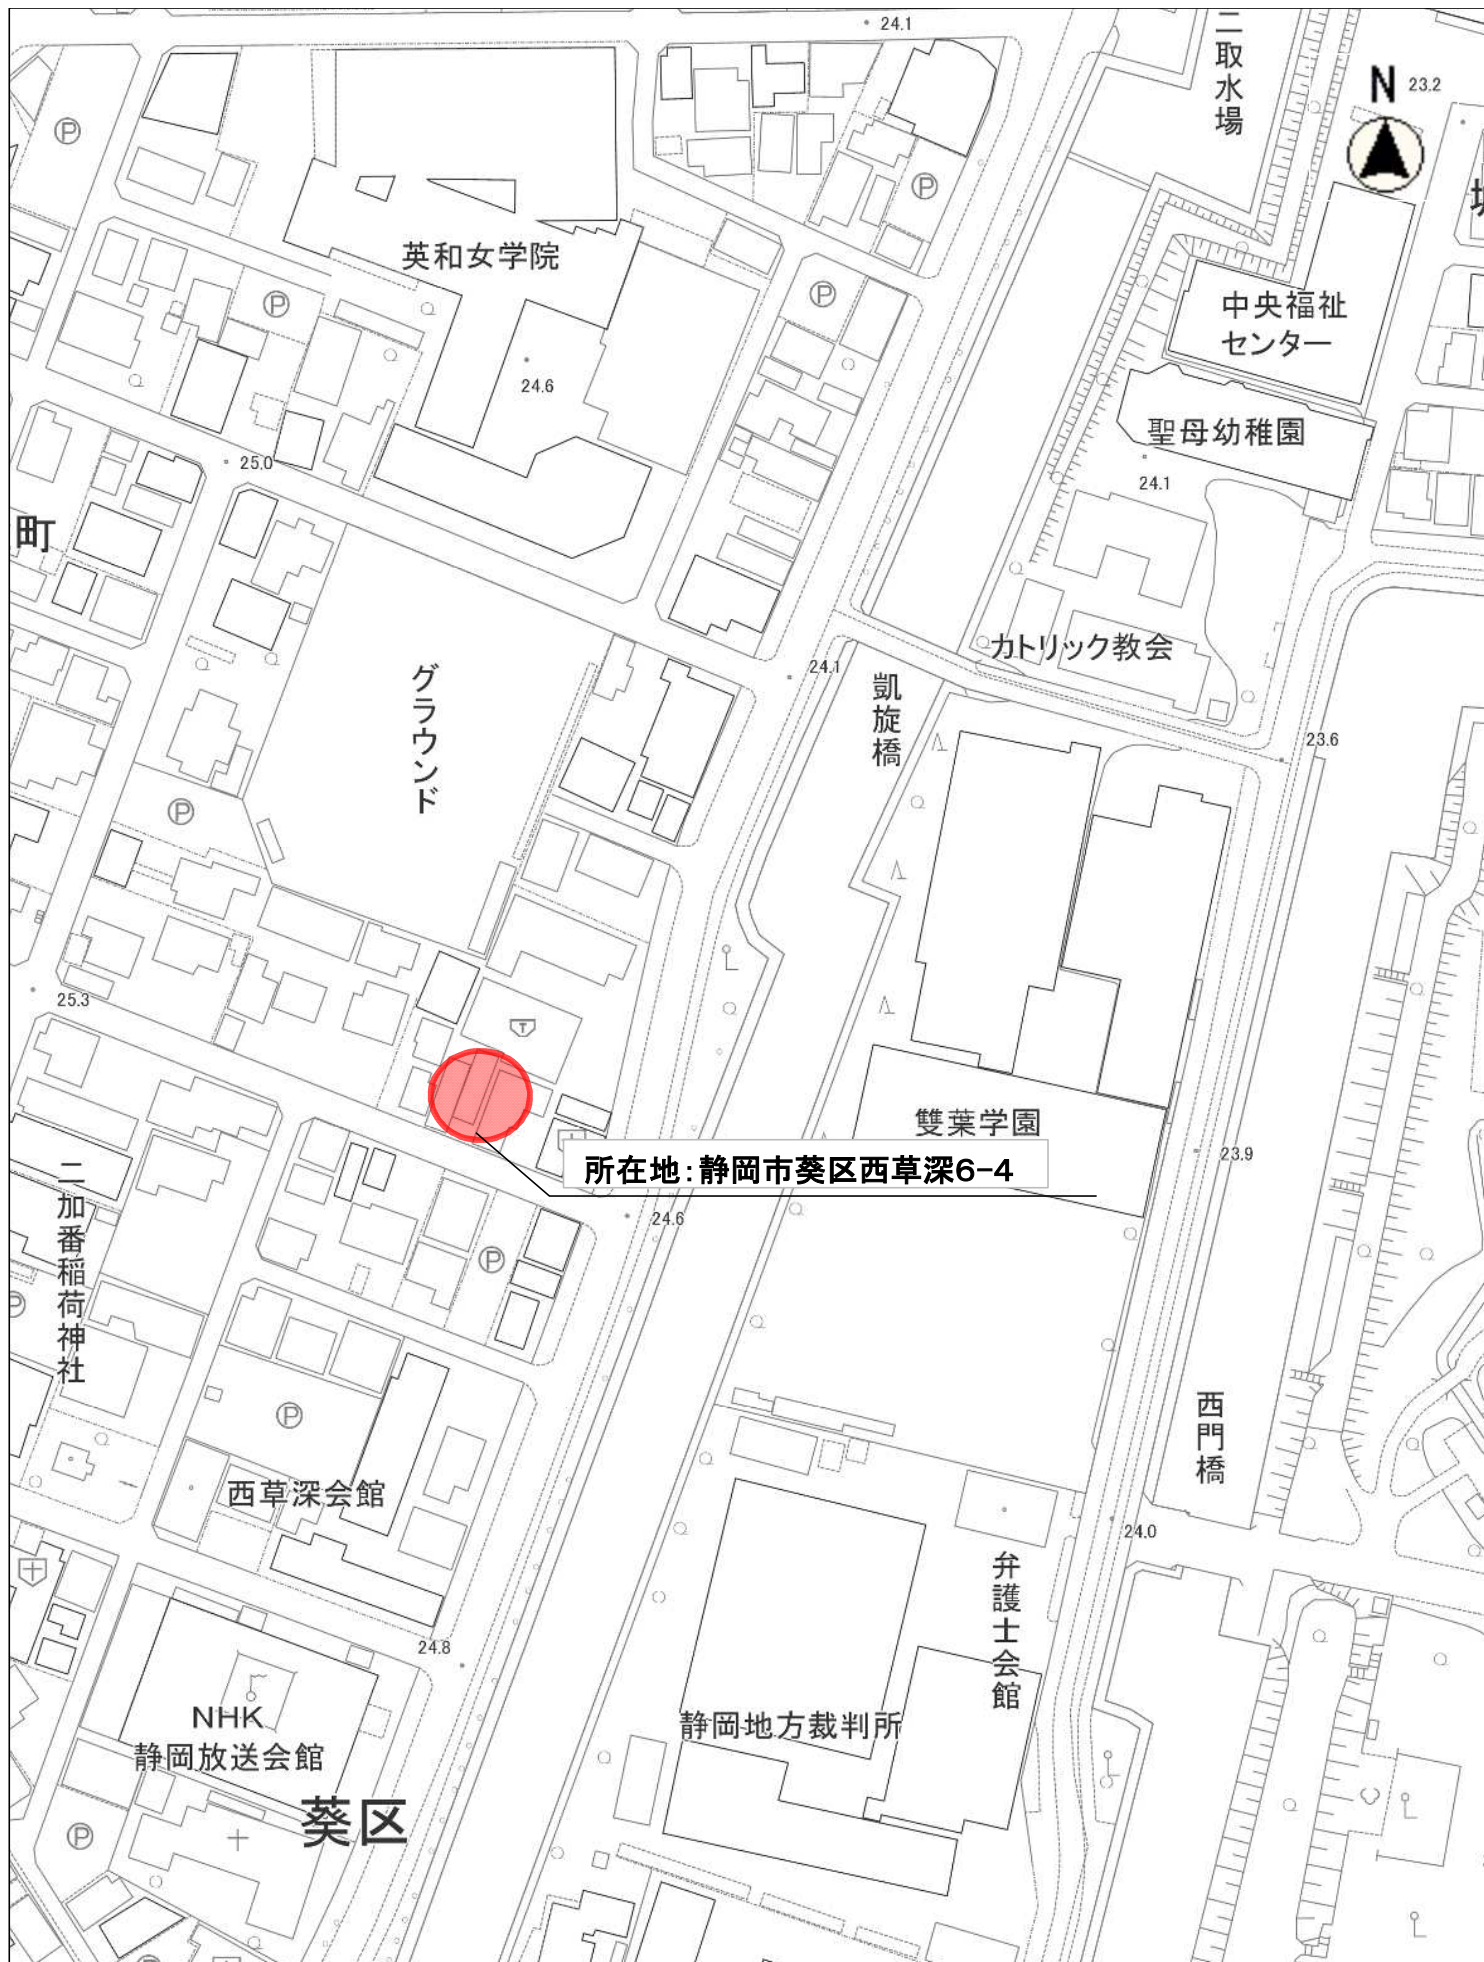 24.1
二取水場
N
23.2
英和女学院
中央福祉
センター
24.6
聖母幼稚園
25.0
24.1
町
カトリック教会
グラウンド
24.1
凱旋橋
23.6
25.3
雙葉学園
所在地:静岡市葵区西草深6-4
23.9
二加番稲荷神社
24.6
西門橋
西草深会館
24.0
弁護士会館
24.8
NHK
静岡放送会館
静岡地方裁判所
葵区
P
P
P
P
P
P
P
P